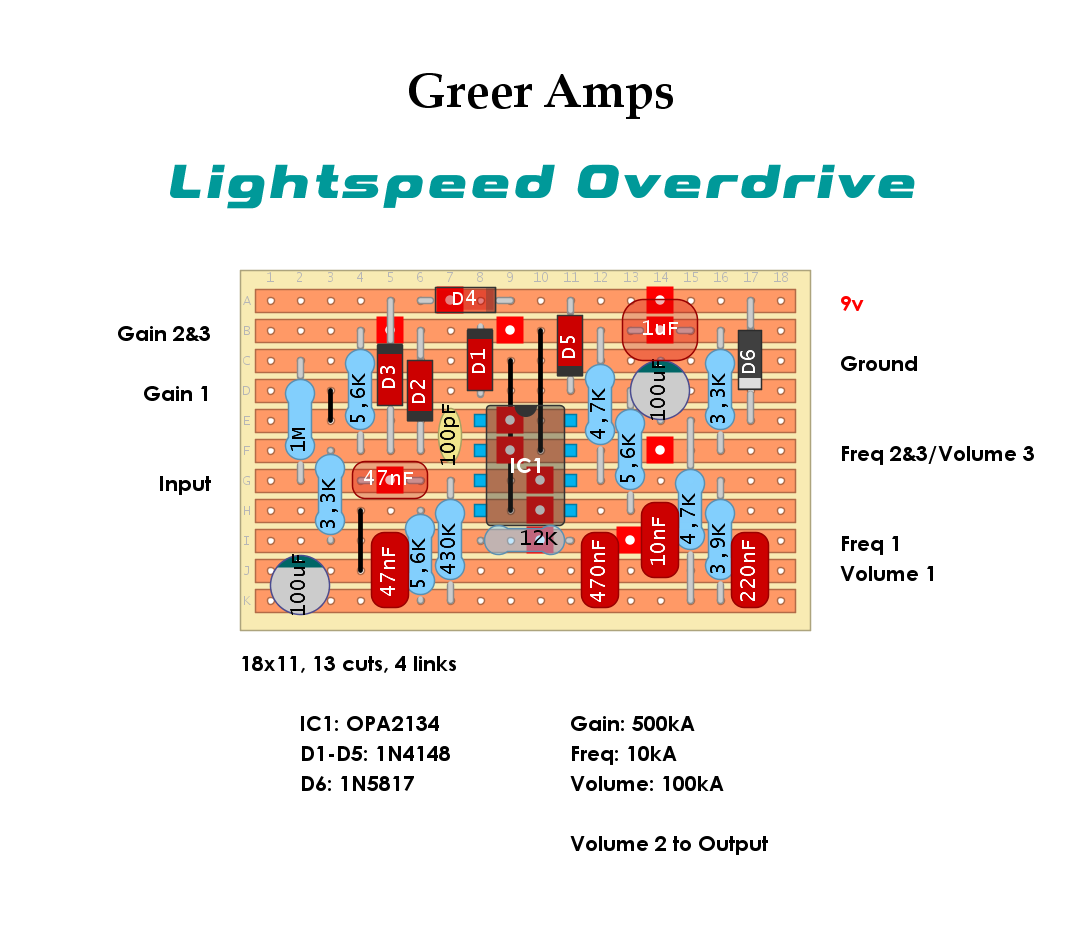 Greer Amps
Lightspeed Overdrive
1 2 3 4 5 6 7 8 9 10 11 12 13 14 15 16 17 18
A
D4
9v
B
Gain 2&3
1uF
D1
D5
C
D3
D6
Ground
D
D2
100uF
Gain 1
5,6K
4,7K
3,3K
E
1M
100pF
F
5,6K
IC1
Freq 2&3/Volume 3
G
47nF
Input
3,3K
H
4,7K
I
12K
10nF
Freq 1
430K
3,9K
J
100uF
47nF
5,6K
470nF
220nF
Volume 1
K
18x11, 13 cuts, 4 links
IC1: OPA2134
Gain: 500kA
D1-D5: 1N4148
Freq: 10kA
D6: 1N5817
Volume: 100kA
Volume 2 to Output